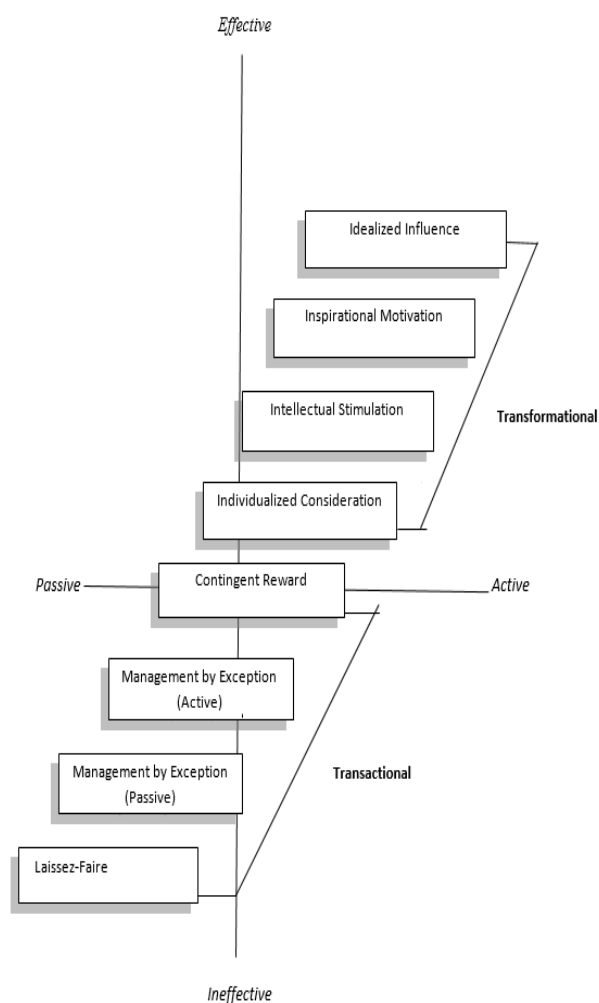 Effective
Idealized Influence
Inspirational Motivation
Intellectual Stimulation
Transformational
Individualized Consideration
Passive
Contingent Reward
Active
Management by Exception
(Active)
Management by Exception
(Passive)
Transactional
Laissez-Faire
Ineffective